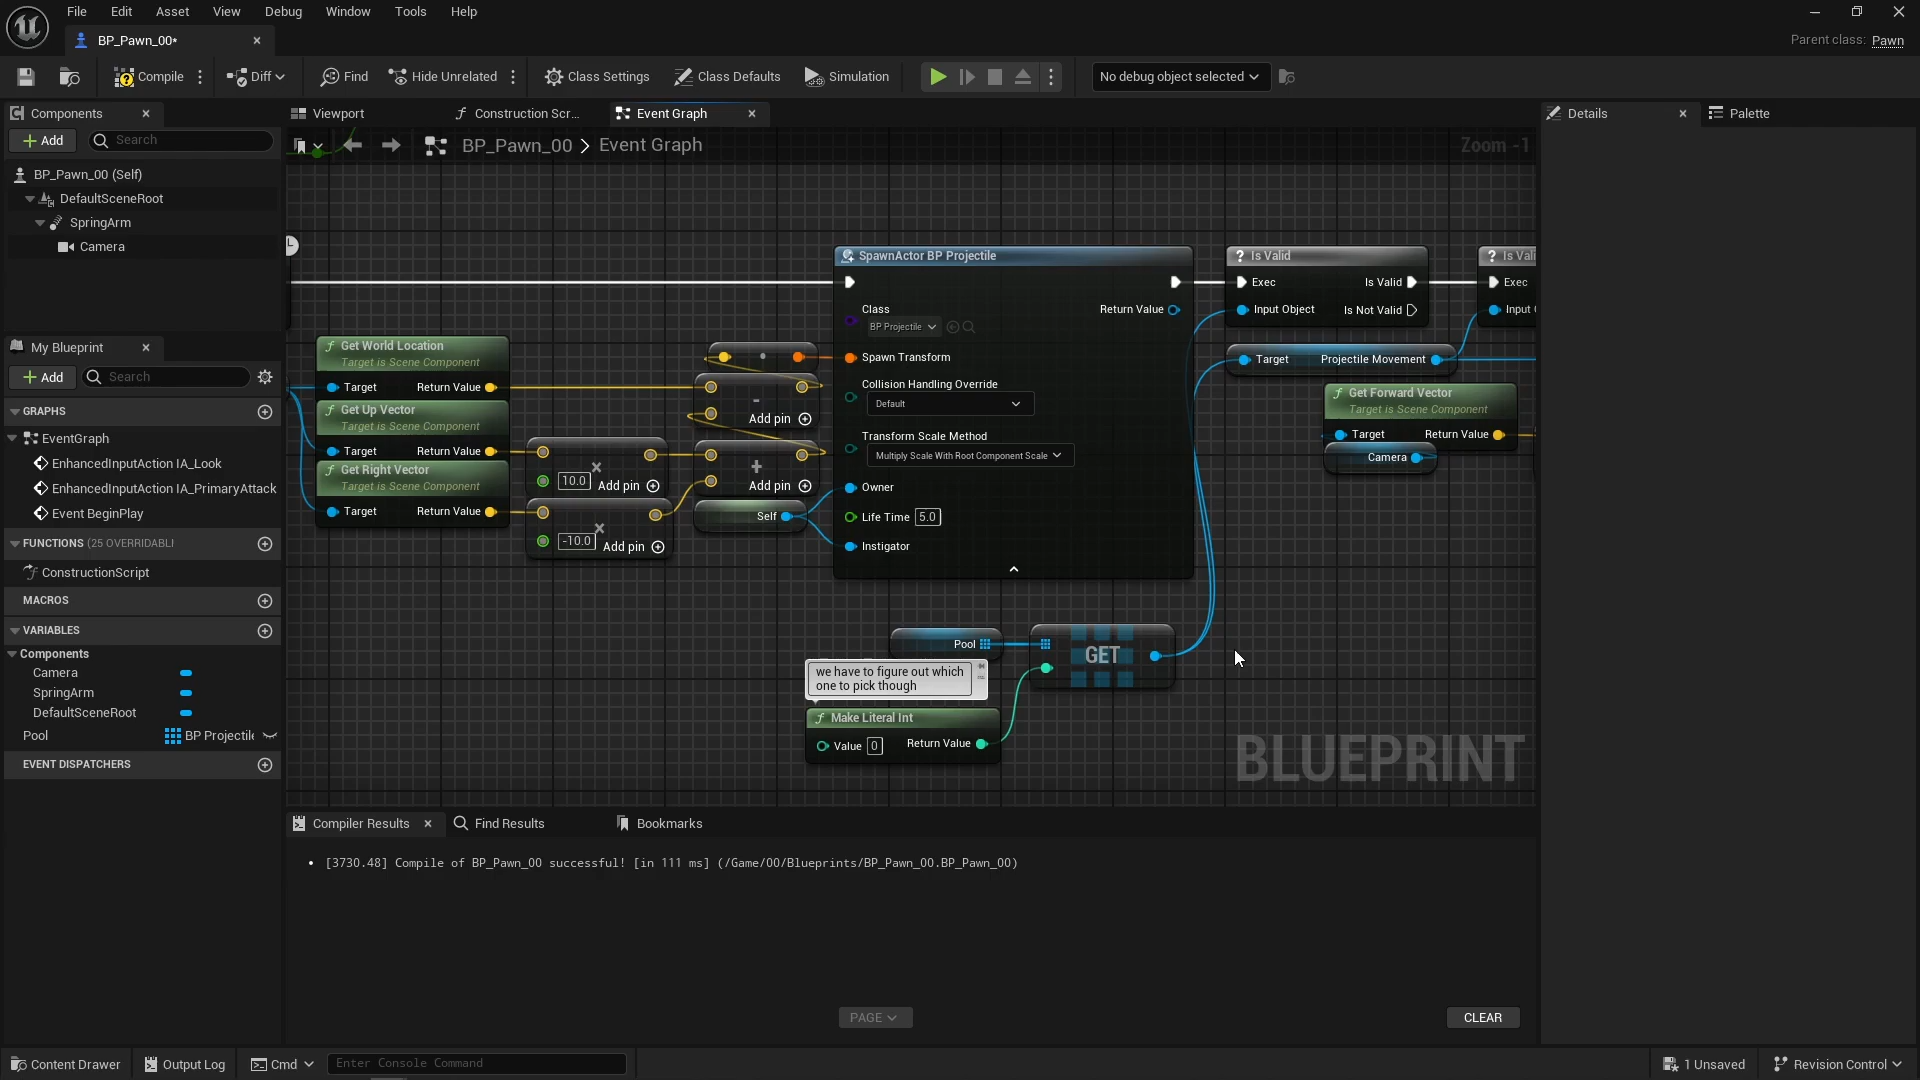 File Edit Asset View Debug Window Tools Help
BP_Pawn_00*
Parent class: Pawn
Compile Diff Find Hide Unrelated Class Settings Class Defaults Simulation No debug object selected
Components
Viewport
Construction Scr...
Event Graph
Details
Palette
Add
Search
BP_Pawn_00 > Event Graph
Zoom -1
BP_Pawn_00 (Self)
DefaultSceneRoot
SpringArm
Camera
My Blueprint
Add
Search
GRAPHS
EventGraph
EnhancedInputAction IA_Look
EnhancedInputAction IA_PrimaryAttack
Event BeginPlay
FUNCTIONS (25 OVERRIDABL
ConstructionScript
MACROS
VARIABLES
Components
Camera
SpringArm
DefaultSceneRoot
Pool BP Projectile
EVENT DISPATCHERS
Get World Location
Target is Scene Component
Target Return Value
Get Up Vector
Target is Scene Component
Target Return Value
Get Right Vector
Target is Scene Component
Target Return Value
10.0 Add pin
-10.0 Add pin
Add pin
Add pin
Self
SpawnActor BP Projectile
Class
BP Projectile
Return Value
Spawn Transform
Collision Handling Override
Default
Transform Scale Method
Multiply Scale With Root Component Scale
Owner
Life Time 5.0
Instigator
? Is Valid
Exec Is Valid
Input Object Is Not Valid
? Is Vali
Exec
Input
Target Projectile Movement
Get Forward Vector
Target is Scene Component
Target Return Value
Camera
Pool
GET
we have to figure out which
one to pick though
Make Literal Int
Value 0 Return Value
BLUEPRINT
Compiler Results
Find Results
Bookmarks
• [3730.48] Compile of BP_Pawn_00 successful! [in 111 ms] (/Game/00/Blueprints/BP_Pawn_00.BP_Pawn_00)
PAGE
CLEAR
Content Drawer Output Log Cmd Enter Console Command 1 Unsaved Revision Control